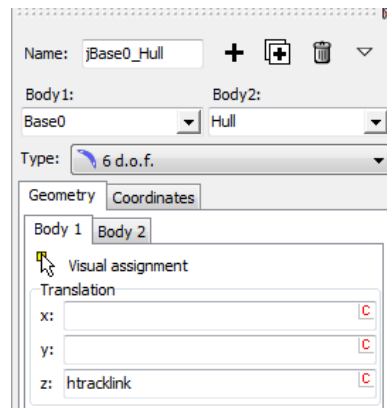 Name: jBase0_Hull
Body1: Body2:
Base0 Hull
Type: 6 d.o.f.
Geometry Coordinates
Body 1 Body 2
Visual assignment
Translation
x: C
y: C
z: htracklink C